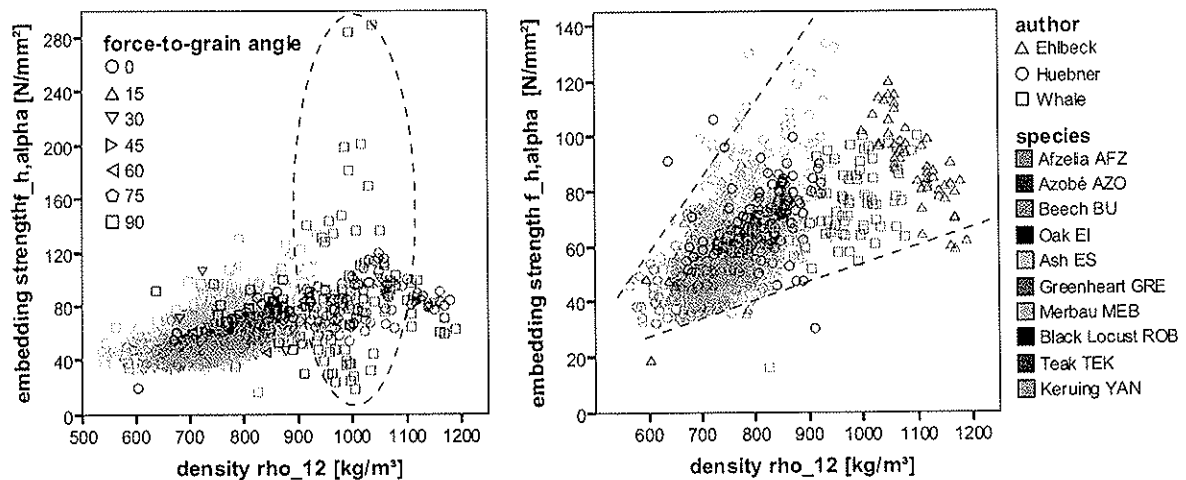 embedding strengthf_h,alpha [N/mm²]
280
240
200
160
120
80
40
0
force-to-grain angle
0
15
30
45
60
75
90
500 600 700 800 900 1000 1100 1200
density rho_12 [kg/m³]
embedding strength f_h,alpha [N/mm²]
140
120
100
80
60
40
20
0
600 700 800 900 1000 1100 1200
density rho_12 [kg/m³]
author
Ehlbeck
Huebner
Whale
species
Afzelia AFZ
Azobé AZO
Beech BU
Oak EI
Ash ES
Greenheart GRE
Merbau MEB
Black Locust ROB
Teak TEK
Keruing YAN